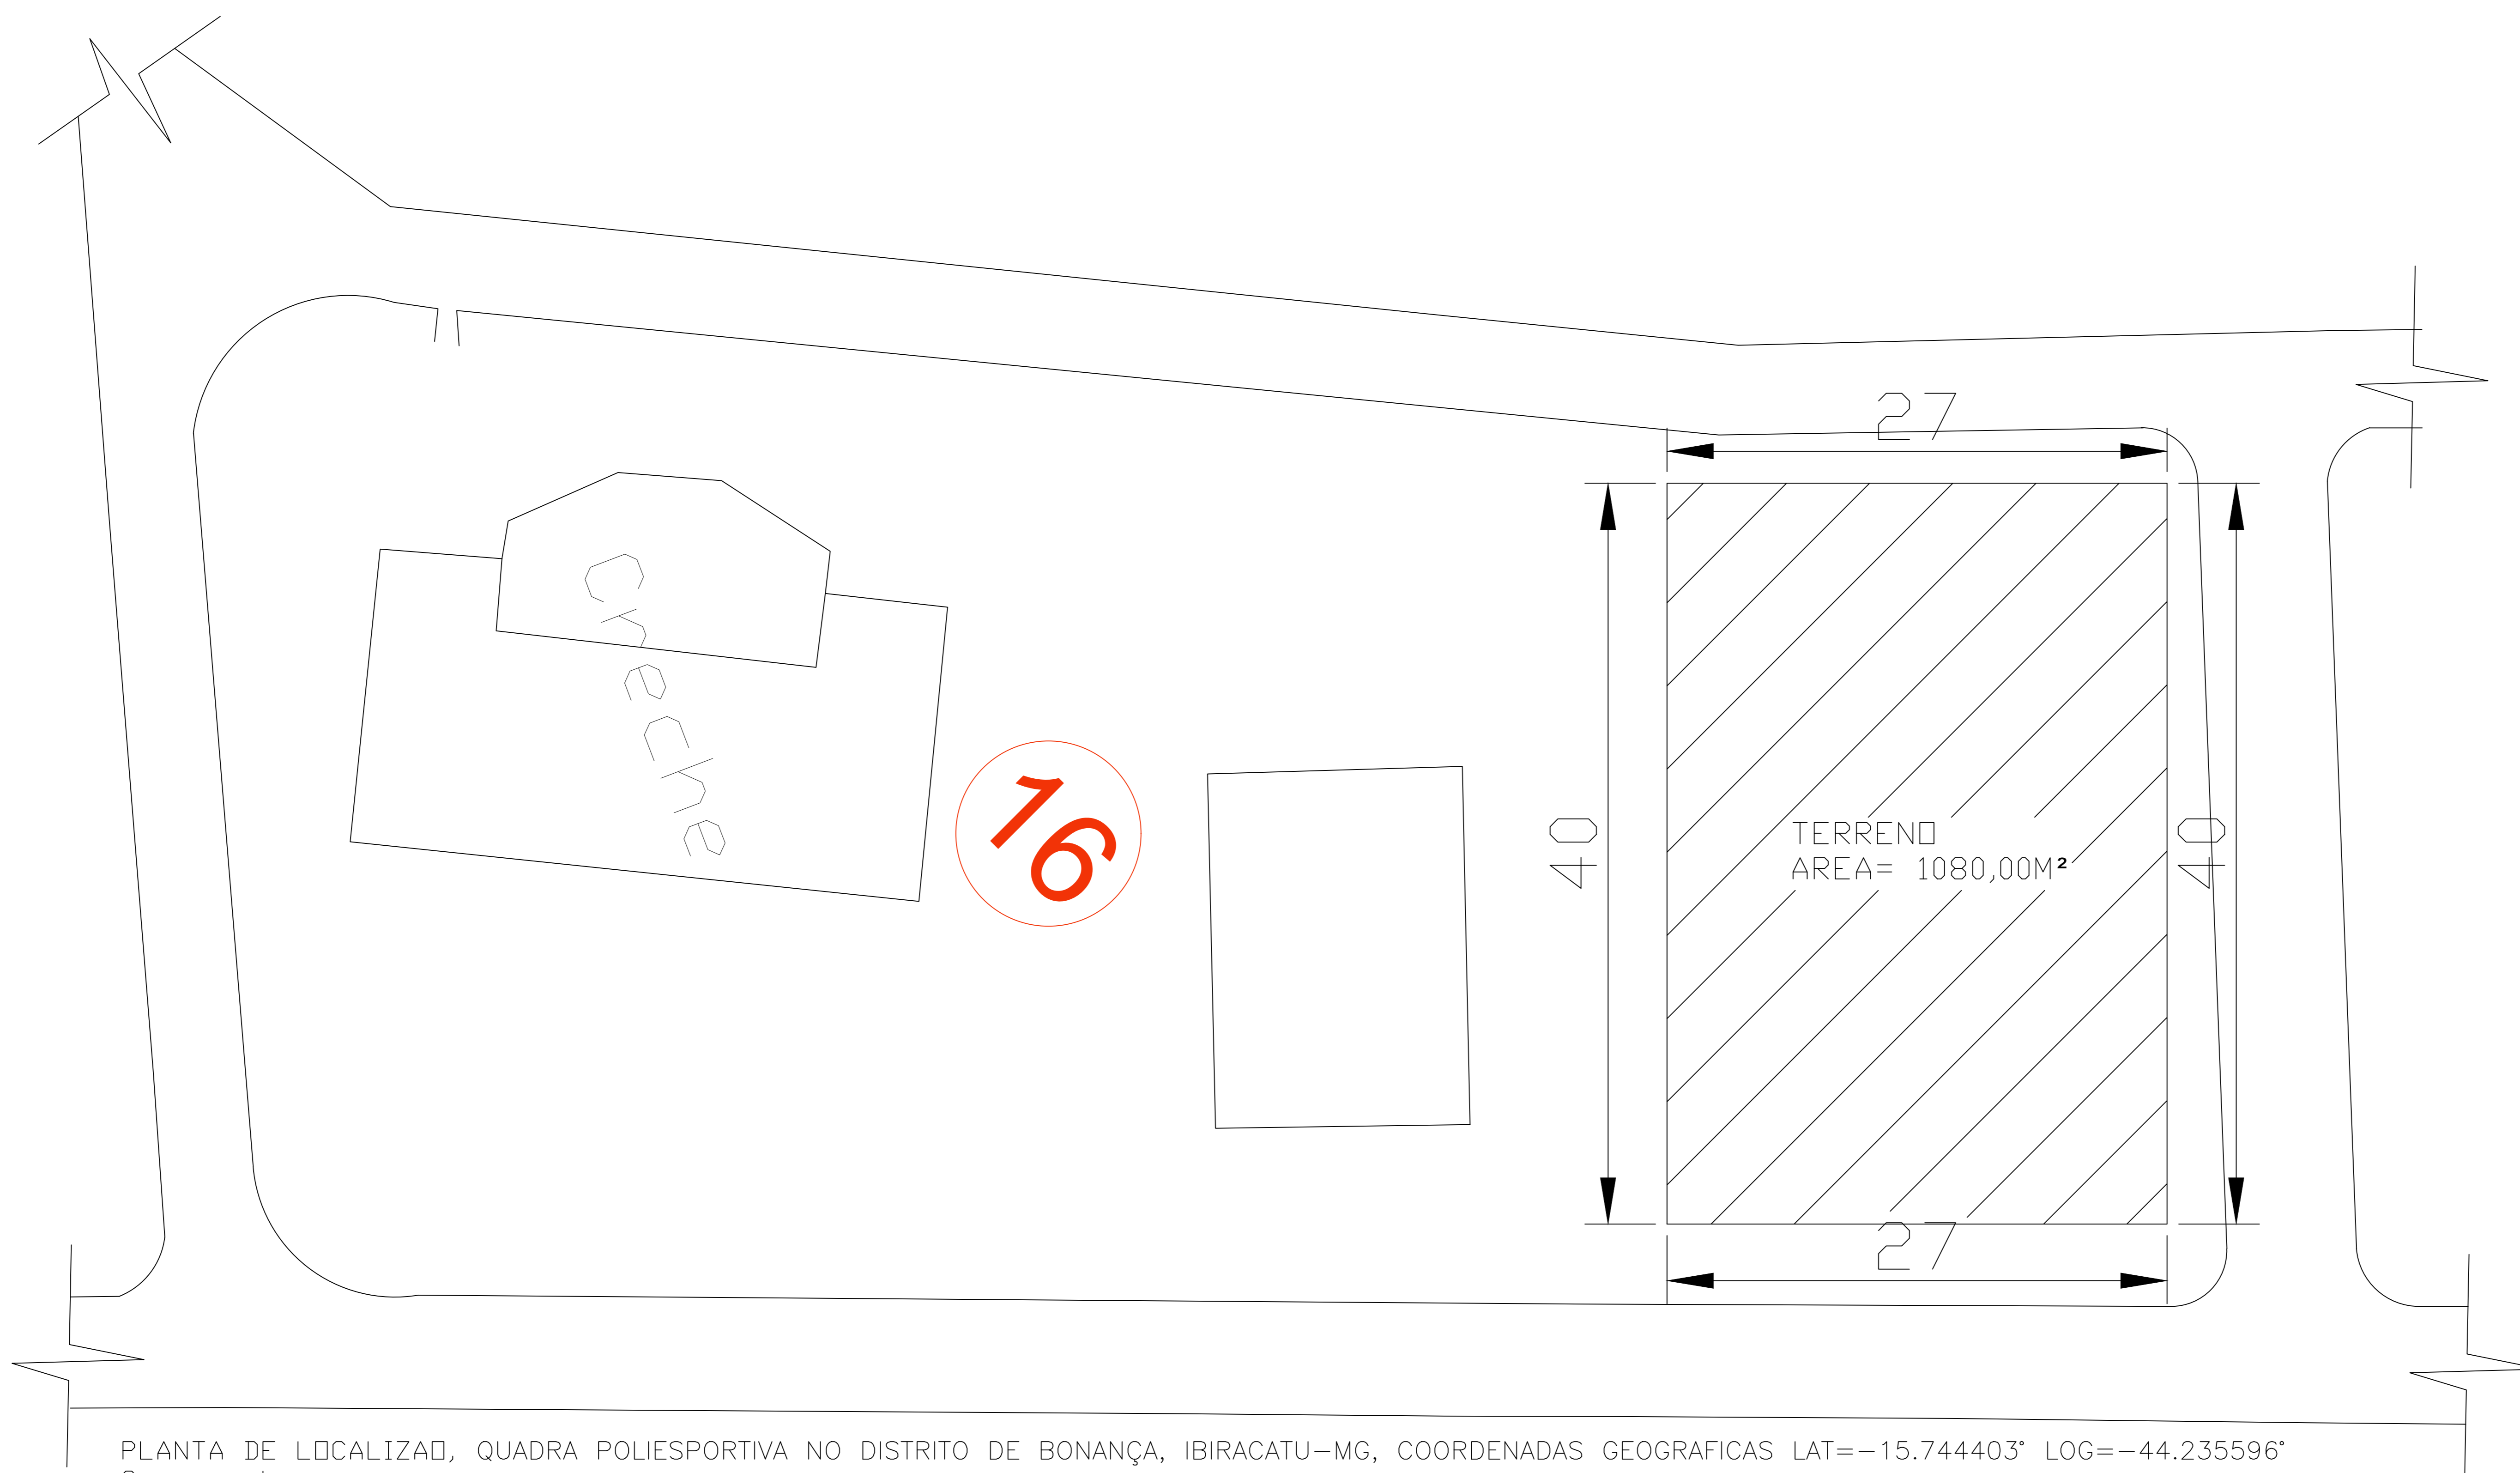 27
Creche
16
40
TERRENO
AREA= 1080,00M²
40
27
PLANTA DE LOCALIZAO, QUADRA POLIESPORTIVA NO DISTRITO DE BONANÇA, IBIRACATU-MG, COORDENADAS GEOGRAFICAS LAT=-15.744403° LOG=-44.235596°